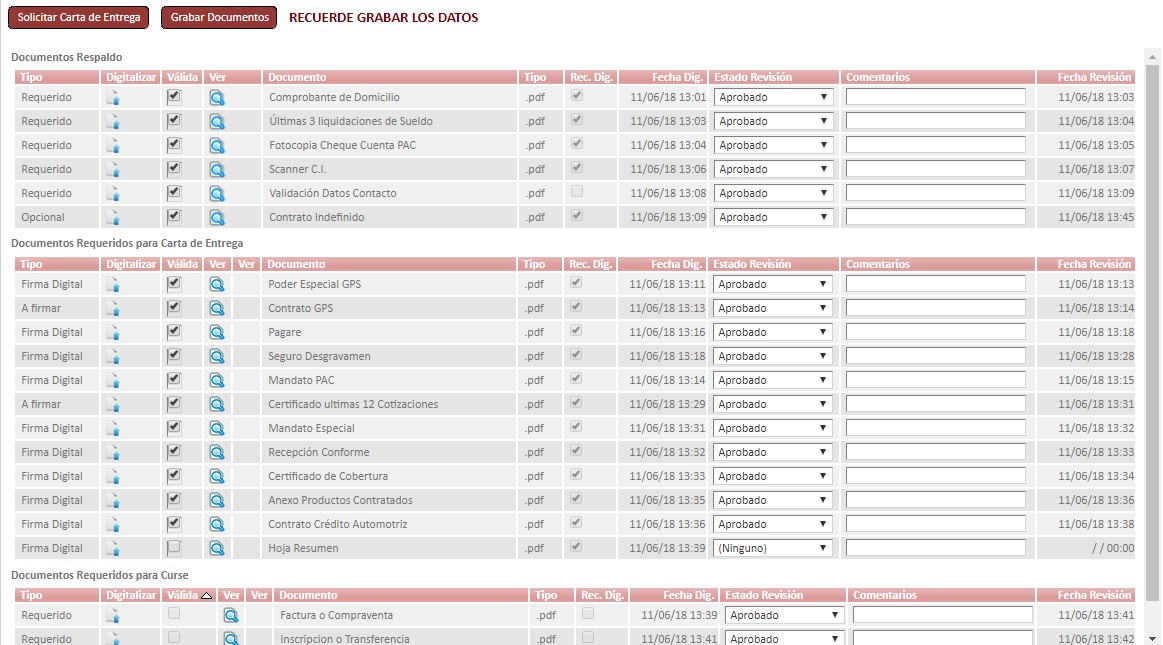 Solicitar Carta de Entrega Grabar Documentos RECUERDE GRABAR LOS DATOS
Documentos Respaldo
Tipo Digitalizar Válida Ver Documento Tipo Rec. Dig. Fecha Dig. Estado Revisión Comentarios Fecha Revisión
Requerido Comprobante de Domicilio .pdf 11/06/18 13:01 Aprobado 11/06/18 13:03
Requerido Últimas 3 liquidaciones de Sueldo .pdf 11/06/18 13:03 Aprobado 11/06/18 13:04
Requerido Fotocopia Cheque Cuenta PAC .pdf 11/06/18 13:04 Aprobado 11/06/18 13:05
Requerido Scanner C.I. .pdf 11/06/18 13:06 Aprobado 11/06/18 13:07
Requerido Validación Datos Contacto .pdf 11/06/18 13:08 Aprobado 11/06/18 13:09
Opcional Contrato Indefinido .pdf 11/06/18 13:09 Aprobado 11/06/18 13:45
Documentos Requeridos para Carta de Entrega
Tipo Digitalizar Válida Ver Ver Documento Tipo Rec. Dig. Fecha Dig. Estado Revisión Comentarios Fecha Revisión
Firma Digital Poder Especial GPS .pdf 11/06/18 13:11 Aprobado 11/06/18 13:13
A firmar Contrato GPS .pdf 11/06/18 13:13 Aprobado 11/06/18 13:14
Firma Digital Pagare .pdf 11/06/18 13:16 Aprobado 11/06/18 13:18
Firma Digital Seguro Desgravamen .pdf 11/06/18 13:18 Aprobado 11/06/18 13:28
Firma Digital Mandato PAC .pdf 11/06/18 13:14 Aprobado 11/06/18 13:15
A firmar Certificado ultimas 12 Cotizaciones .pdf 11/06/18 13:29 Aprobado 11/06/18 13:31
Firma Digital Mandato Especial .pdf 11/06/18 13:31 Aprobado 11/06/18 13:32
Firma Digital Recepción Conforme .pdf 11/06/18 13:32 Aprobado 11/06/18 13:33
Firma Digital Certificado de Cobertura .pdf 11/06/18 13:33 Aprobado 11/06/18 13:34
Firma Digital Anexo Productos Contratados .pdf 11/06/18 13:35 Aprobado 11/06/18 13:36
Firma Digital Contrato Crédito Automotriz .pdf 11/06/18 13:36 Aprobado 11/06/18 13:38
Firma Digital Hoja Resumen .pdf 11/06/18 13:39 (Ninguno) / / 00:00
Documentos Requeridos para Curse
Tipo Digitalizar Válida Ver Ver Documento Tipo Rec. Dig. Fecha Dig. Estado Revisión Comentarios Fecha Revisión
Requerido Factura o Compraventa .pdf 11/06/18 13:39 Aprobado 11/06/18 13:41
Requerido Inscripcion o Transferencia .pdf 11/06/18 13:41 Aprobado 11/06/18 13:42